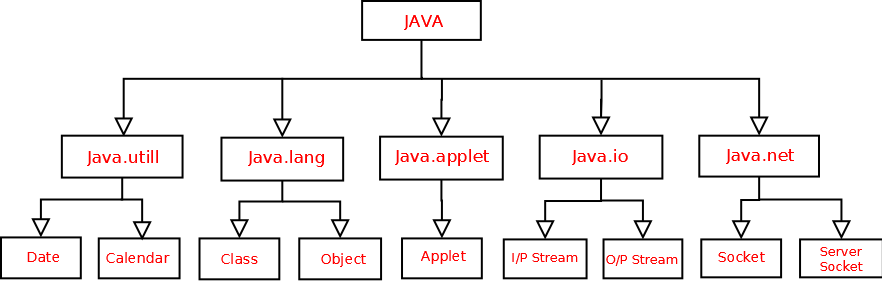 JAVA
Java.utill
Java.lang
Java.applet
Java.io
Java.net
Date
Calendar
Class
Object
Applet
I/P Stream
O/P Stream
Socket
Server
Socket